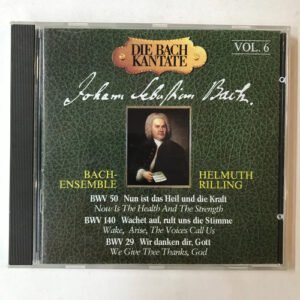 DIE BACH
KANTATE
VOL. 6
Johann Sebastian Bach.
BACH-
ENSEMBLE
HELMUTH
RILLING
BWV 50 Nun ist das Heil und die Kraft
Now Is The Health And The Strength
BWV 140 Wachet auf, ruft uns die Stimme
Wake, Arise, The Voices Call Us
BWV 29 Wir danken dir, Gott
We Give Thee Thanks, God